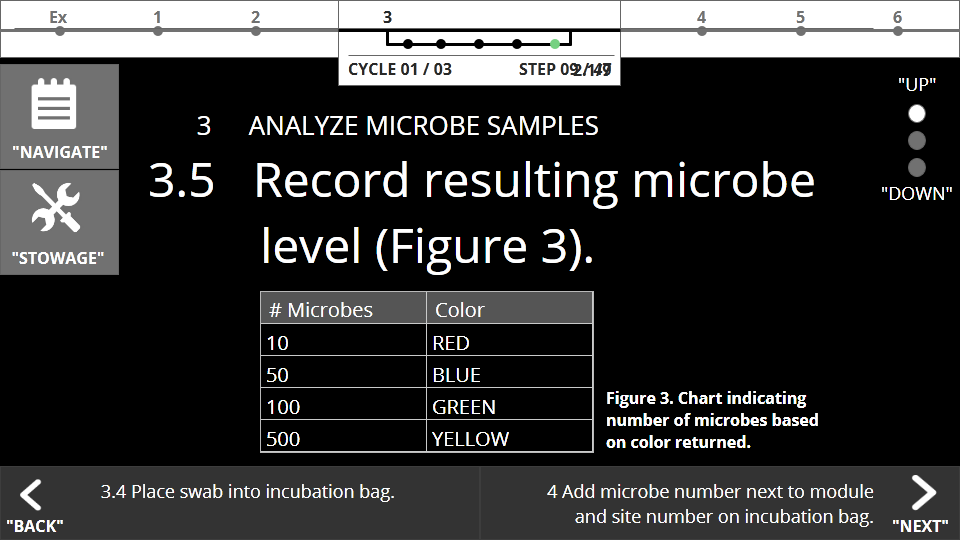 Ex 1 2 3 4 5 6
CYCLE 01 / 03 STEP 09
"NAVIGATE"
"STOWAGE"
"UP"
"DOWN"
3 ANALYZE MICROBE SAMPLES
3.5 Record resulting microbe
level (Figure 3).
# Microbes Color
10 RED
50 BLUE
100 GREEN
500 YELLOW
Figure 3. Chart indicating
number of microbes based
on color returned.
"BACK"
3.4 Place swab into incubation bag.
4 Add microbe number next to module
and site number on incubation bag.
"NEXT"